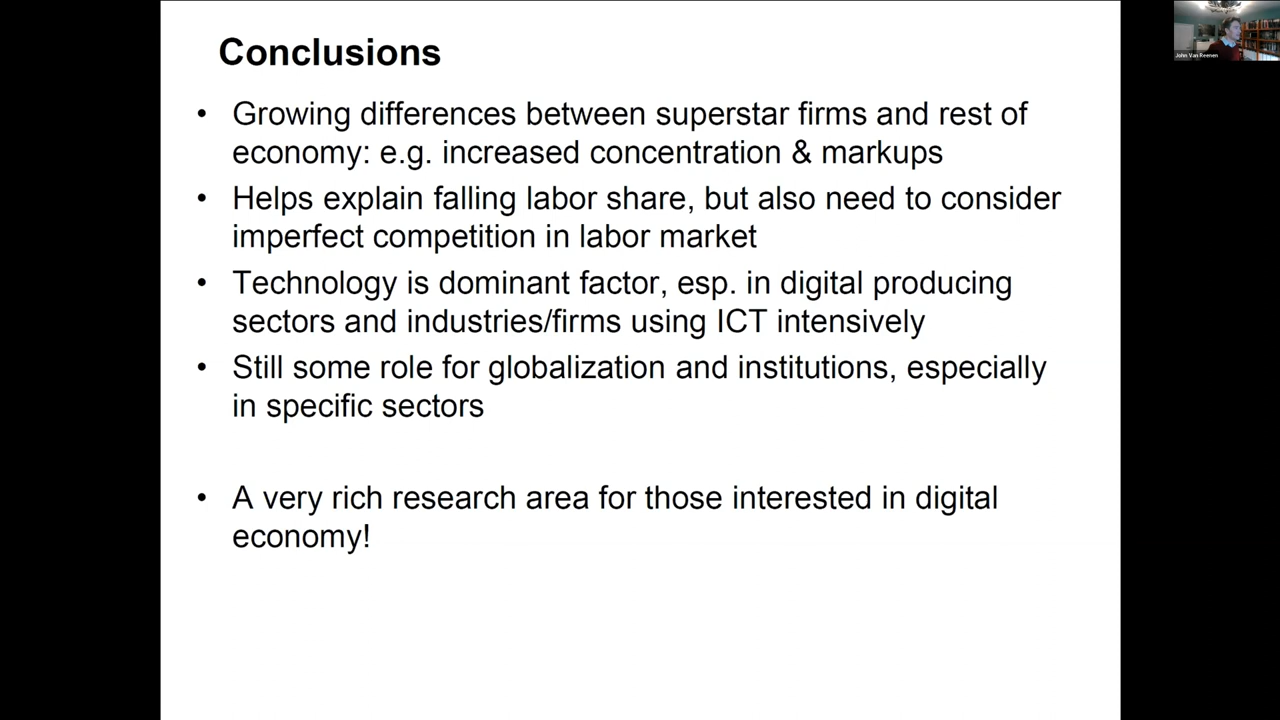 Conclusions
• Growing differences between superstar firms and rest of
economy: e.g. increased concentration & markups
• Helps explain falling labor share, but also need to consider
imperfect competition in labor market
• Technology is dominant factor, esp. in digital producing
sectors and industries/firms using ICT intensively
• Still some role for globalization and institutions, especially
in specific sectors
• A very rich research area for those interested in digital
economy!
John Van Reenen